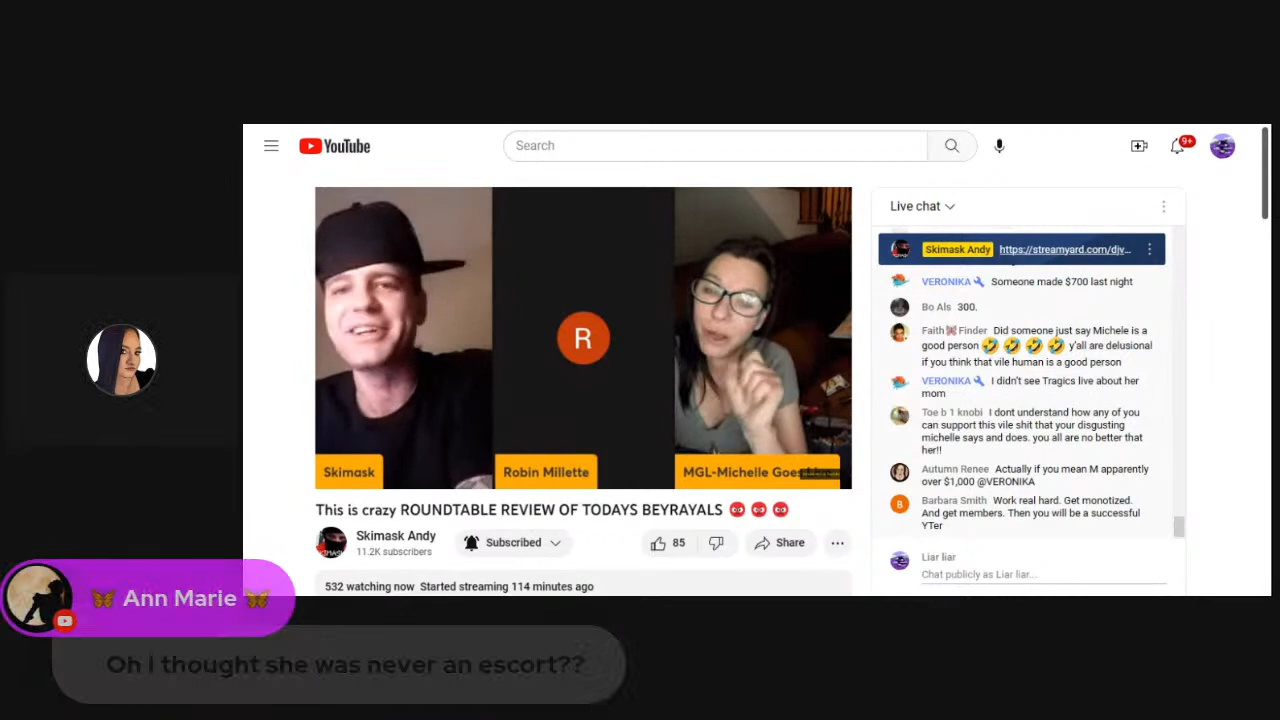 YouTube
Search
9+
Live chat
Skimask Andy https://streamyard.com/djv...
VERONIKA Someone made $700 last night
Bo Als 300.
Faith Finder Did someone just say Michele is a
good person 🤣 🤣 🤣 🤣 y'all are delusional
if you think that vile human is a good person
VERONIKA I didn't see Tragics live about her
mom
Toe b 1 knobi I dont understand how any of you
can support this vile shit that your disgusting
michelle says and does. you all are no better that
her!!
Autumn Renee Actually if you mean M apparently
over $1,000 @VERONIKA
Barbara Smith Work real hard. Get monotized.
And get members. Then you will be a successful
YTer
Liar liar
Chat publicly as Liar liar...
R
Skimask
Robin Millette
MGL-Michelle Goes
This is crazy ROUNDTABLE REVIEW OF TODAYS BEYRAYALS
Skimask Andy
11.2K subscribers
Subscribed
85
Share
532 watching now Started streaming 114 minutes ago
🦋 Ann Marie 🦋
Oh I thought she was never an escort??